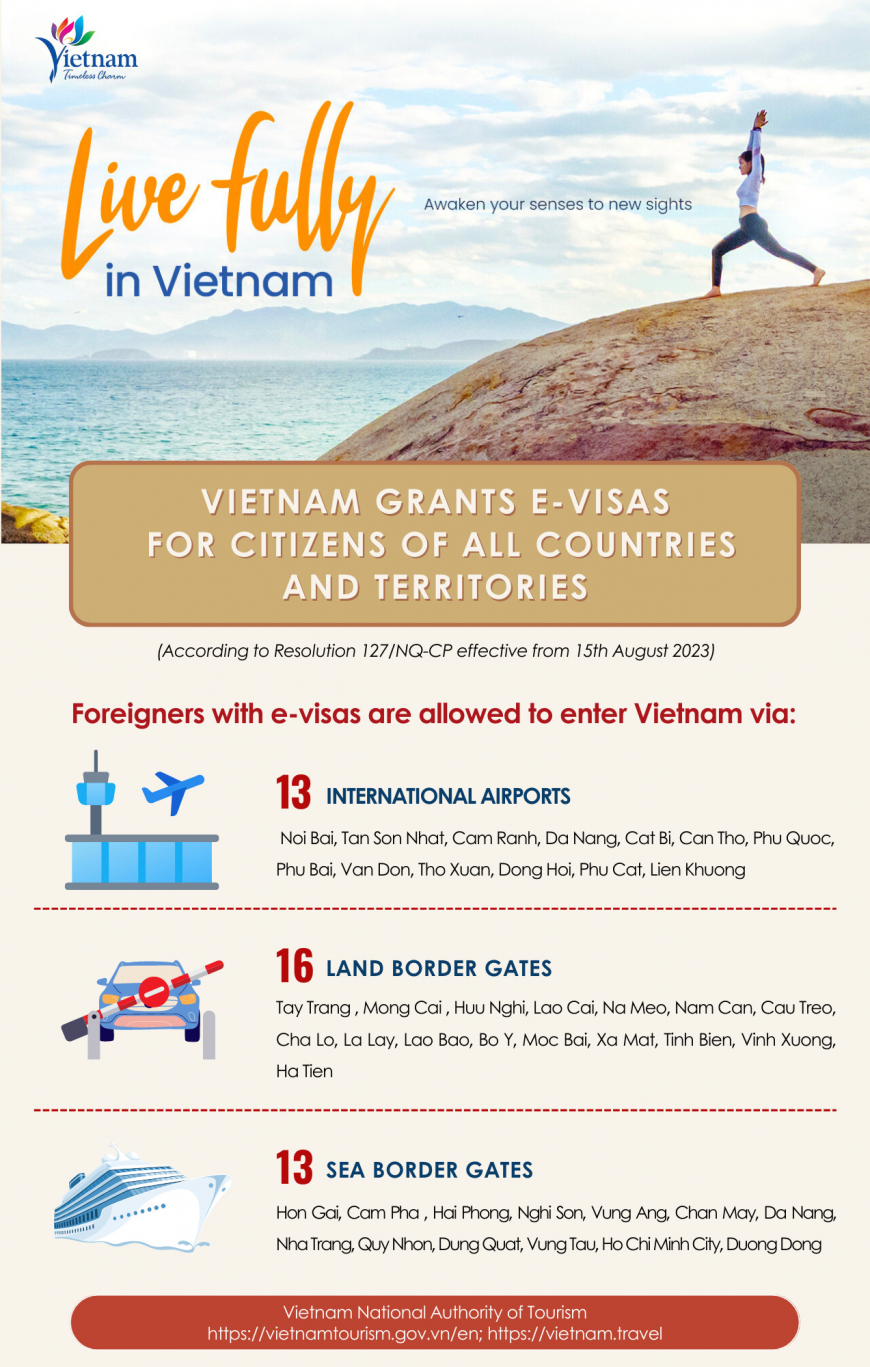 Vietnam
Timeless Charm
Live fully
in Vietnam
Awaken your senses to new sights
VIETNAM GRANTS E-VISAS
FOR CITIZENS OF ALL COUNTRIES
AND TERRITORIES
(According to Resolution 127/NQ-CP effective from 15th August 2023)
Foreigners with e-visas are allowed to enter Vietnam via:
13 INTERNATIONAL AIRPORTS
Noi Bai, Tan Son Nhat, Cam Ranh, Da Nang, Cat Bi, Can Tho, Phu Quoc,
Phu Bai, Van Don, Tho Xuan, Dong Hoi, Phu Cat, Lien Khuong
16 LAND BORDER GATES
Tay Trang , Mong Cai , Huu Nghi, Lao Cai, Na Meo, Nam Can, Cau Treo,
Cha Lo, La Lay, Lao Bao, Bo Y, Moc Bai, Xa Mat, Tinh Bien, Vinh Xuong,
Ha Tien
13 SEA BORDER GATES
Hon Gai, Cam Pha , Hai Phong, Nghi Son, Vung Ang, Chan May, Da Nang,
Nha Trang, Quy Nhon, Dung Quat, Vung Tau, Ho Chi Minh City, Duong Dong
Vietnam National Authority of Tourism
https://vietnamtourism.gov.vn/en; https://vietnam.travel